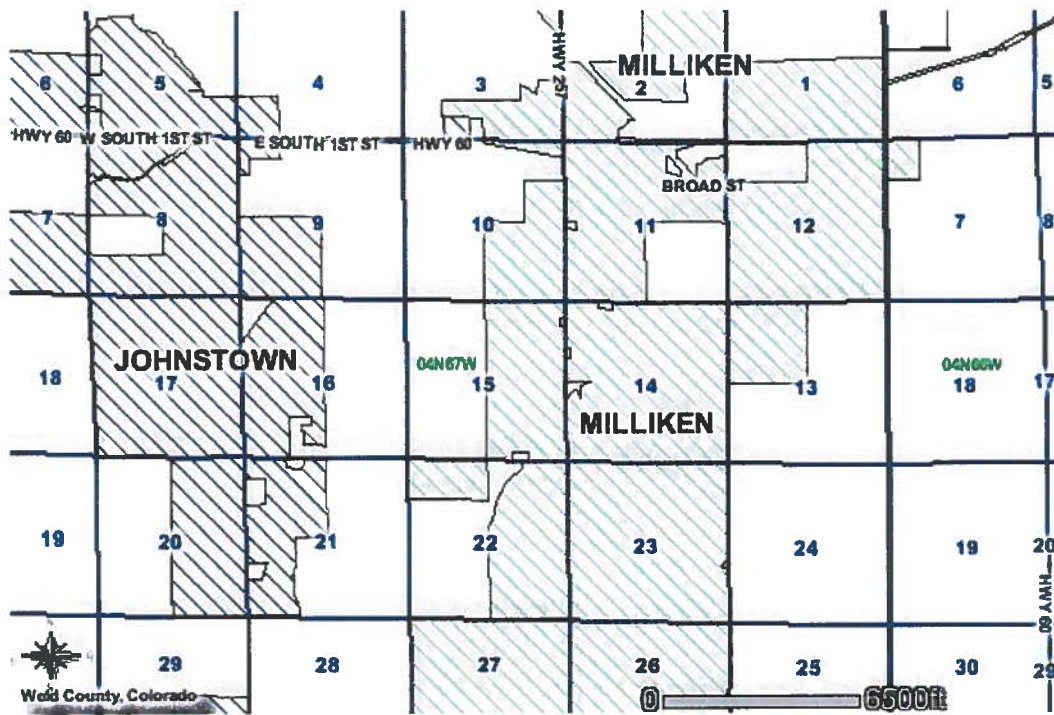 MILLIKEN
6 5 4 3 2 1 6 5
HWY 257
HWY 60 W SOUTH 1ST ST E SOUTH 1ST ST HWY 60
BROAD ST
7 8 9 10 11 12 7 8
JOHNSTOWN
04N67W 04N66W
18 17 16 15 14 13 18 17
MILLIKEN
19 20 21 22 23 24 19 20
HWY 60
29 28 27 26 25 30 29
Weld County, Colorado
0 6500ft